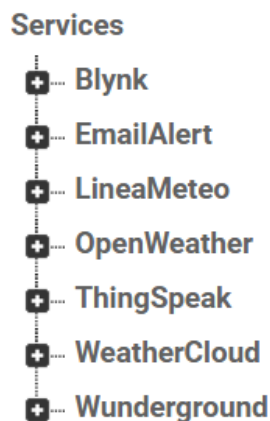 Services
Blynk
EmailAlert
LineaMeteo
OpenWeather
ThingSpeak
WeatherCloud
Wunderground